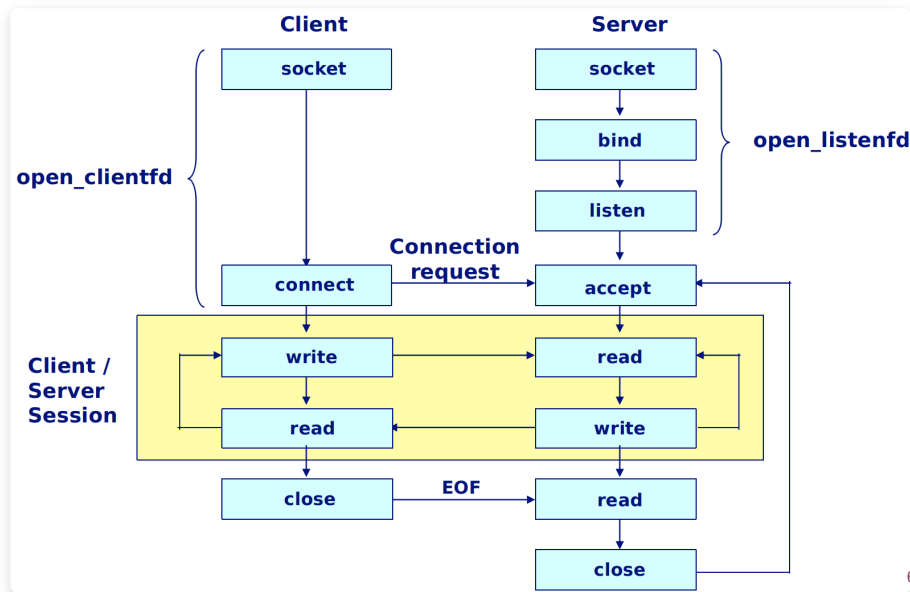 Client
Server
socket
socket
bind
open_listenfd
open_clientfd
listen
Connection
request
connect
accept
Client /
Server
Session
write
read
read
write
close
EOF
read
close